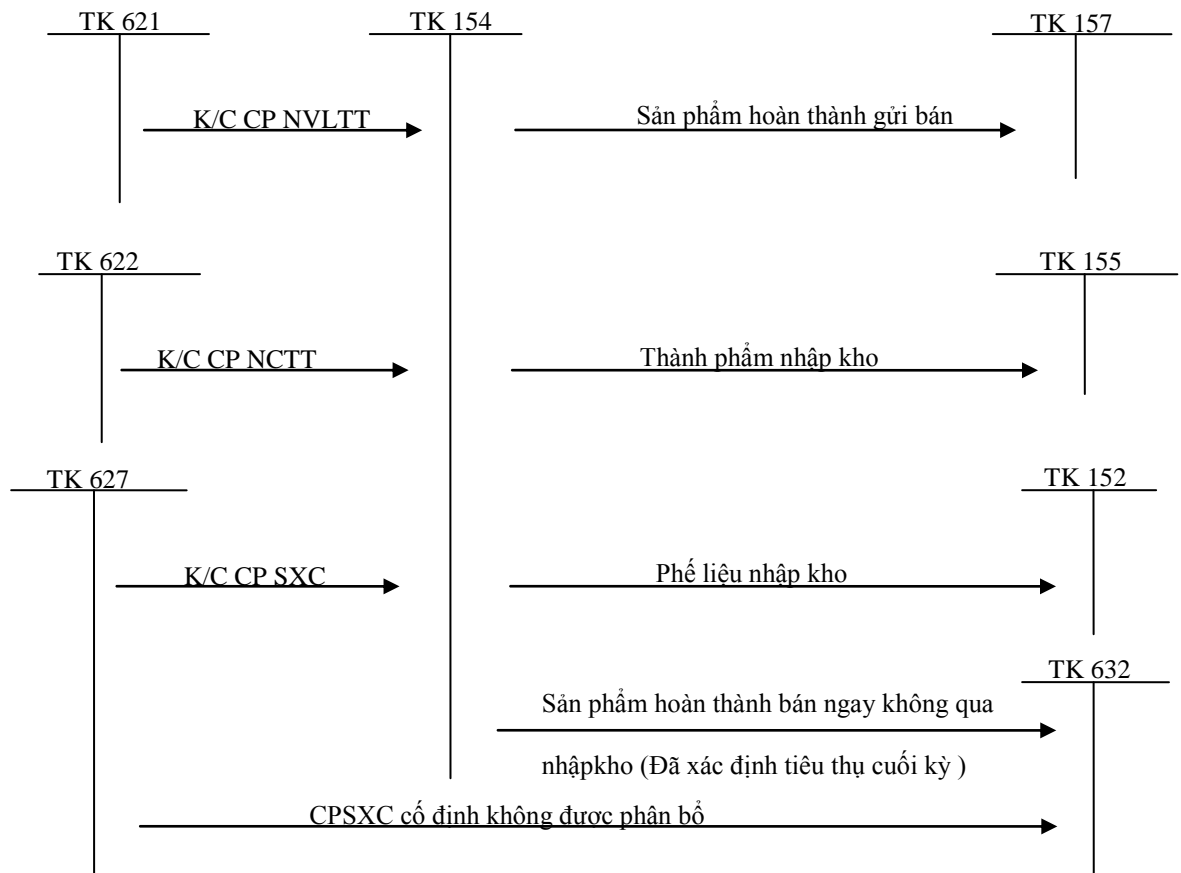 TK 621
TK 154
TK 157
K/C CP NVLTT
Sản phẩm hoàn thành gửi bán
TK 622
TK 155
K/C CP NCTT
Thành phẩm nhập kho
TK 627
TK 152
K/C CP SXC
Phế liệu nhập kho
TK 632
Sản phẩm hoàn thành bán ngay không qua
nhậpkho (Đã xác định tiêu thụ cuối kỳ )
CPSXC cố định không được phân bổ